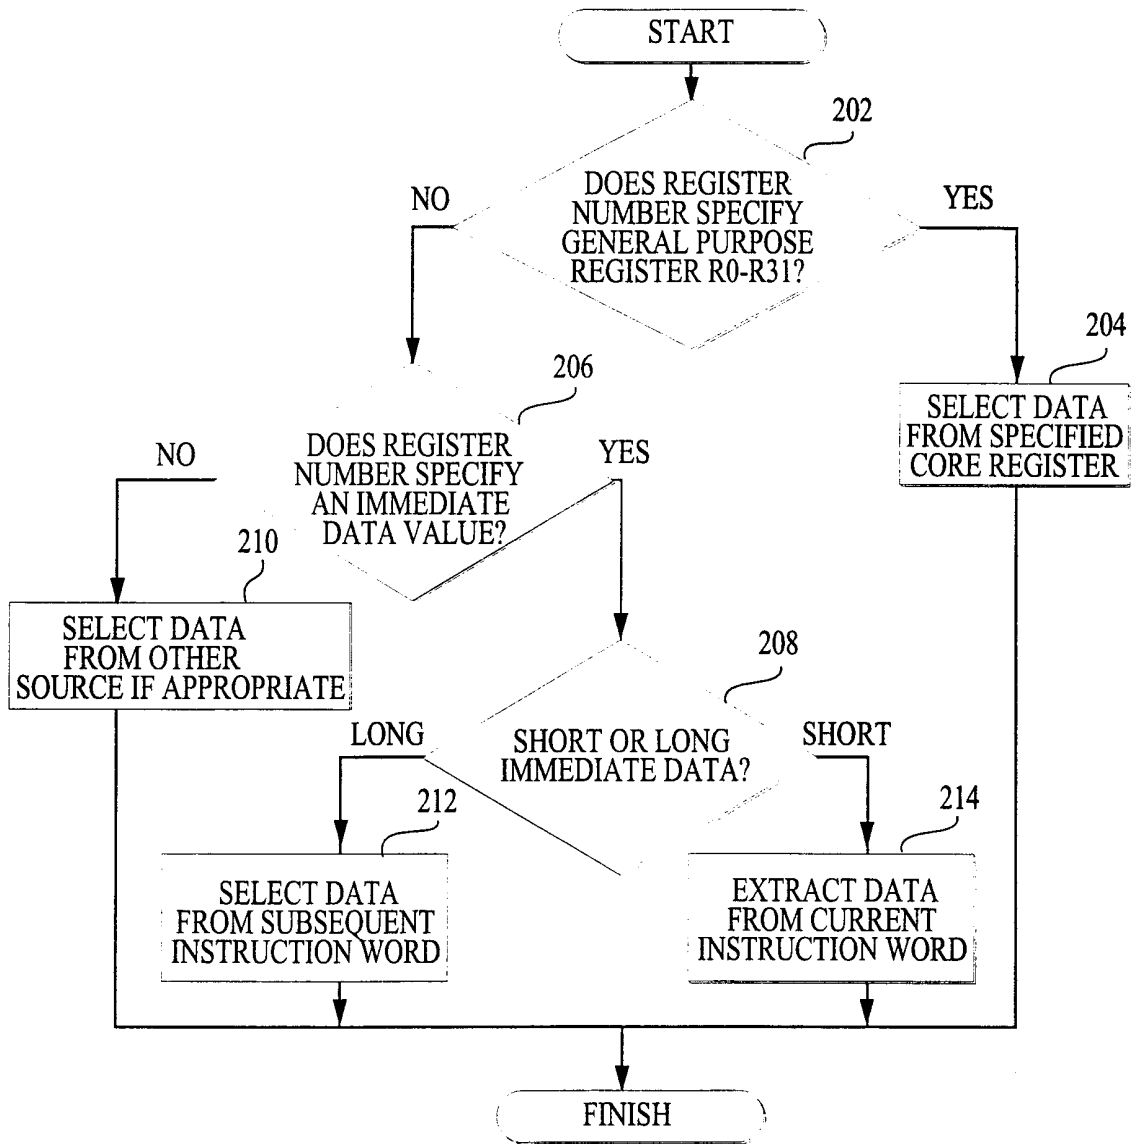 START
202
DOES REGISTER
NUMBER SPECIFY
GENERAL PURPOSE
REGISTER R0-R31?
NO
YES
204
SELECT DATA
FROM SPECIFIED
CORE REGISTER
206
DOES REGISTER
NUMBER SPECIFY
AN IMMEDIATE
DATA VALUE?
NO
YES
210
SELECT DATA
FROM OTHER
SOURCE IF APPROPRIATE
208
SHORT OR LONG
IMMEDIATE DATA?
LONG
SHORT
212
SELECT DATA
FROM SUBSEQUENT
INSTRUCTION WORD
214
EXTRACT DATA
FROM CURRENT
INSTRUCTION WORD
FINISH